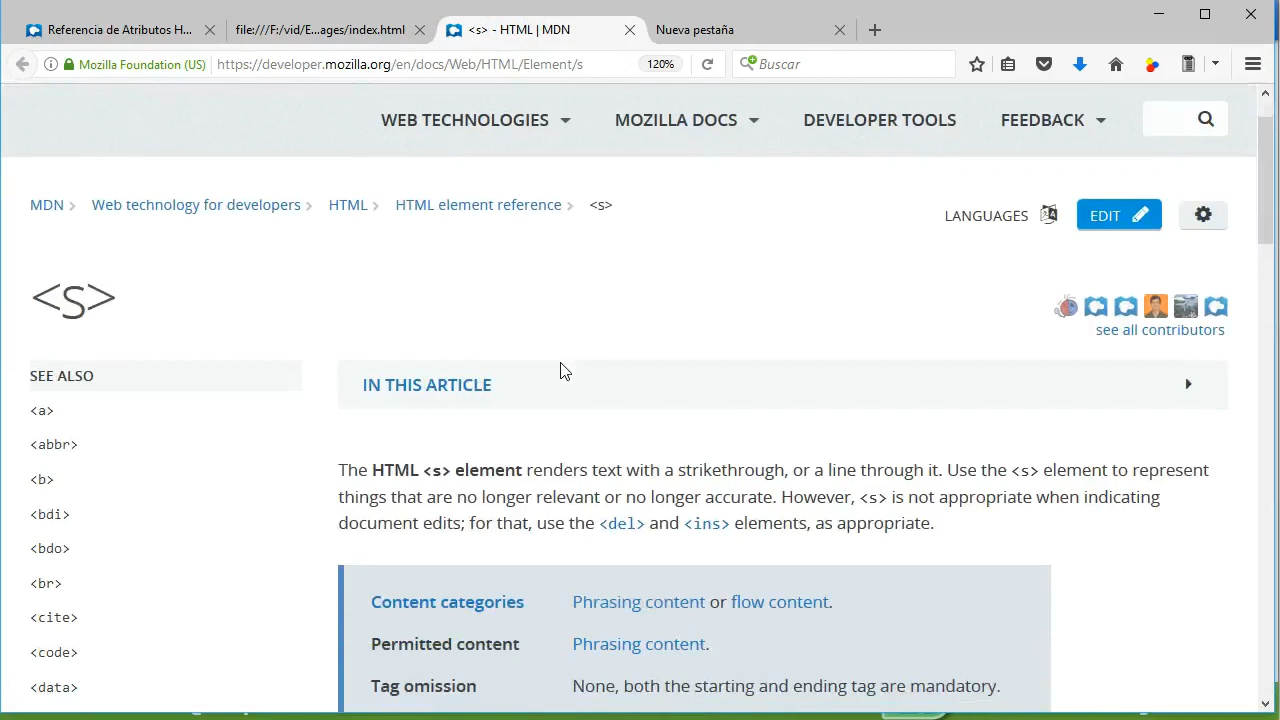 Referencia de Atributos H... file:///F:/vid/E...ages/index.html <s> - HTML | MDN Nueva pestaña
Mozilla Foundation (US) https://developer.mozilla.org/en/docs/Web/HTML/Element/s 120% Buscar
WEB TECHNOLOGIES MOZILLA DOCS DEVELOPER TOOLS FEEDBACK
MDN Web technology for developers HTML HTML element reference <s>
LANGUAGES EDIT
<s>
see all contributors
SEE ALSO
<a>
<abbr>
<b>
<bdi>
<bdo>
<br>
<cite>
<code>
<data>
IN THIS ARTICLE
The HTML <s> element renders text with a strikethrough, or a line through it. Use the <s> element to represent
things that are no longer relevant or no longer accurate. However, <s> is not appropriate when indicating
document edits; for that, use the <del> and <ins> elements, as appropriate.
Content categories Phrasing content or flow content.
Permitted content Phrasing content.
Tag omission None, both the starting and ending tag are mandatory.